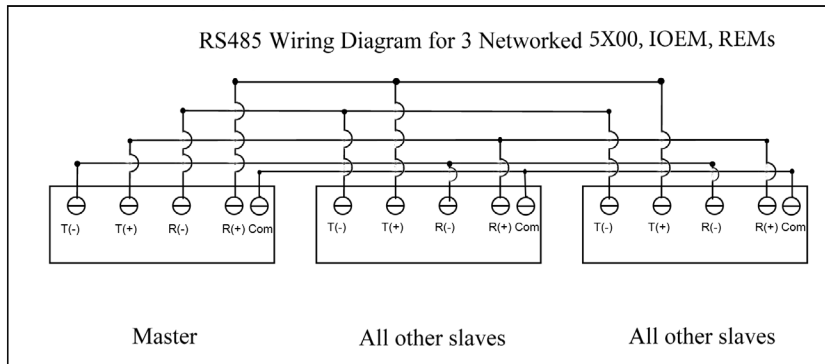 RS485 Wiring Diagram for 3 Networked 5X00, IOEM, REMs
T(-) T(+) R(-) R(+) Com T(-) T(+) R(-) R(+) Com T(-) T(+) R(-) R(+) Com
Master All other slaves All other slaves